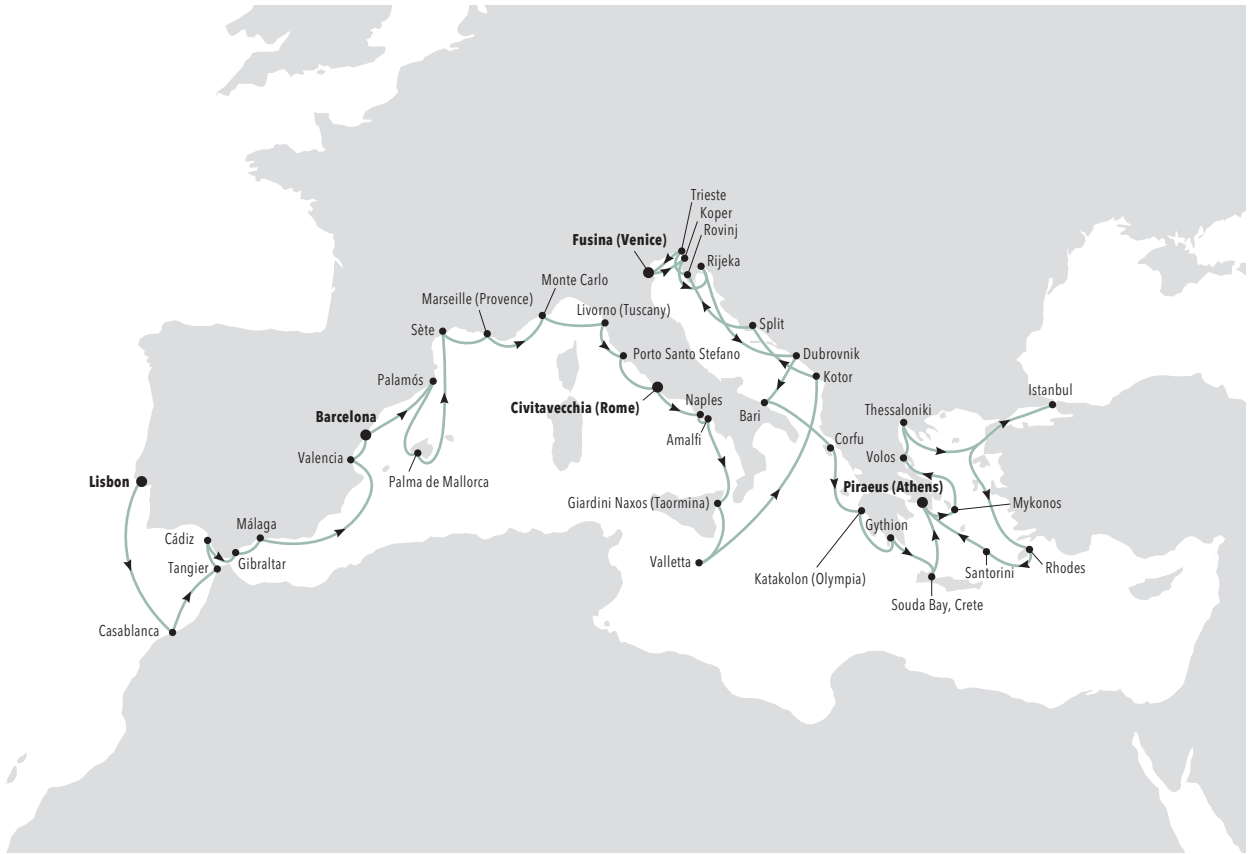 Trieste
Koper
Rovinj
Fusina (Venice)
Rijeka
Monte Carlo
Marseille (Provence)
Livorno (Tuscany)
Sète
Split
Porto Santo Stefano
Dubrovnik
Palamós
Kotor
Istanbul
Civitavecchia (Rome)
Naples
Thessaloniki
Barcelona
Bari
Amalfi
Corfu
Valencia
Volos
Lisbon
Palma de Mallorca
Piraeus (Athens)
Giardini Naxos (Taormina)
Mykonos
Málaga
Gythion
Cádiz
Gibraltar
Valletta
Tangier
Katakolon (Olympia)
Santorini
Rhodes
Souda Bay, Crete
Casablanca